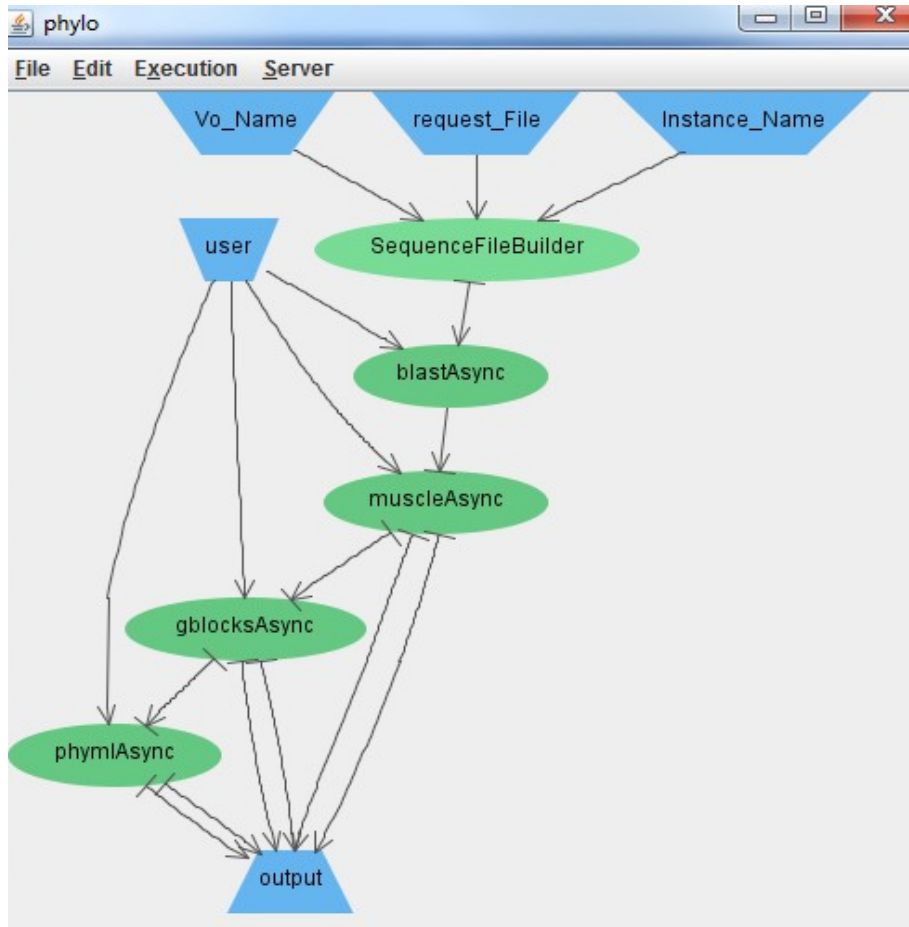 phylo
File Edit Execution Server
Vo_Name request_File Instance_Name
user SequenceFileBuilder
blastAsync
muscleAsync
gblocksAsync
phymlAsync
output